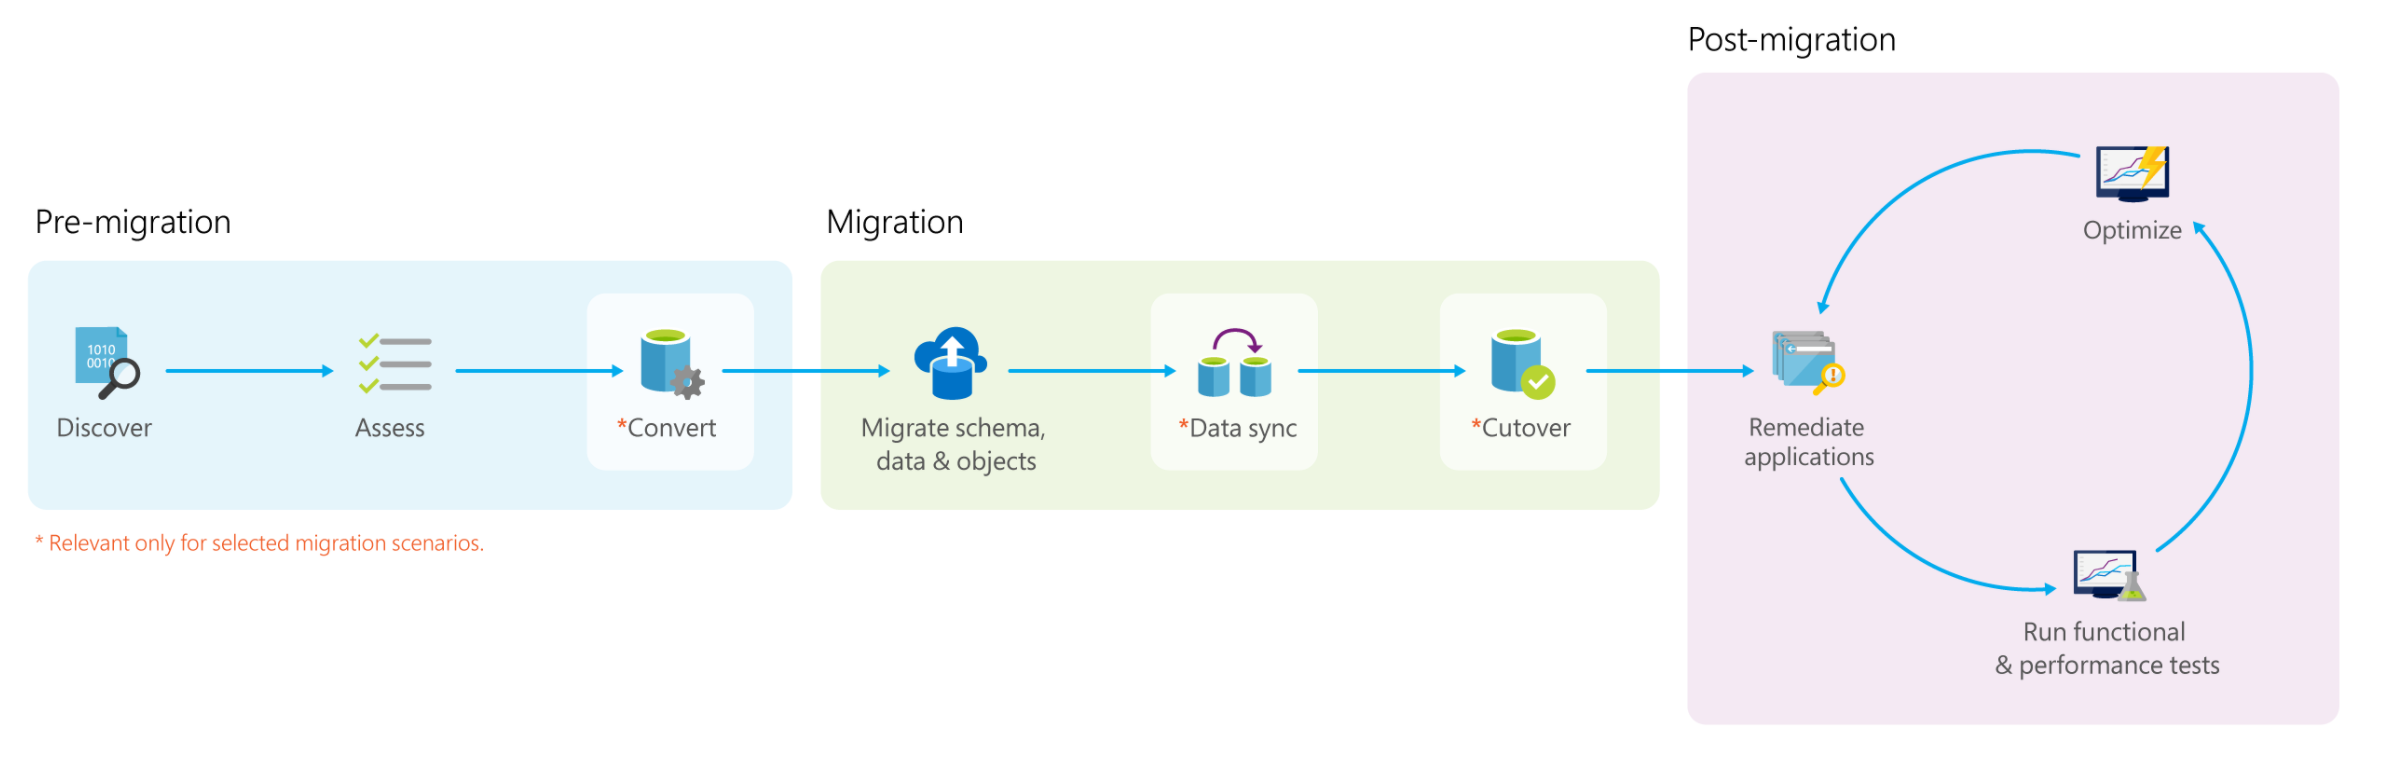 Pre-migration
1010
0010
Discover
Assess
*Convert
* Relevant only for selected migration scenarios.
Migration
Migrate schema,
data & objects
*Data sync
*Cutover
Post-migration
Remediate
applications
Run functional
& performance tests
Optimize